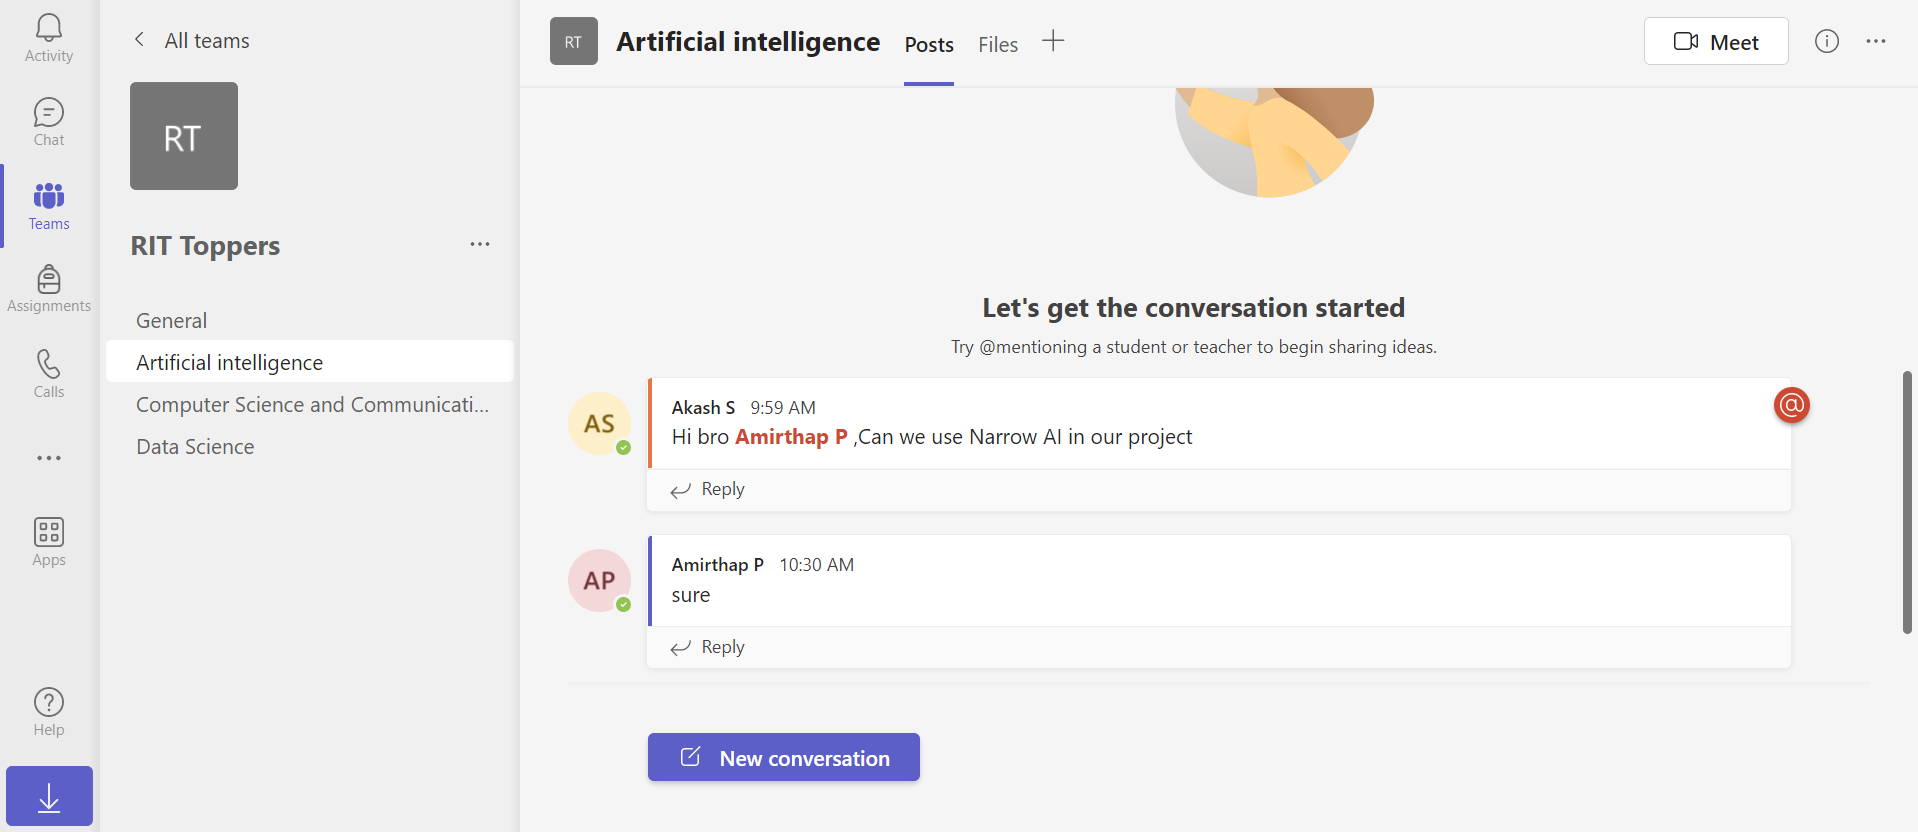 Activity
Chat
Teams
Assignments
Calls
Apps
Help
All teams
RT
RIT Toppers
General
Artificial intelligence
Computer Science and Communicati...
Data Science
RT
Artificial intelligence
Posts
Files
Meet
Let's get the conversation started
Try @mentioning a student or teacher to begin sharing ideas.
AS
Akash S 9:59 AM
@
Hi bro Amirthap P ,Can we use Narrow AI in our project
Reply
AP
Amirthap P 10:30 AM
sure
Reply
New conversation